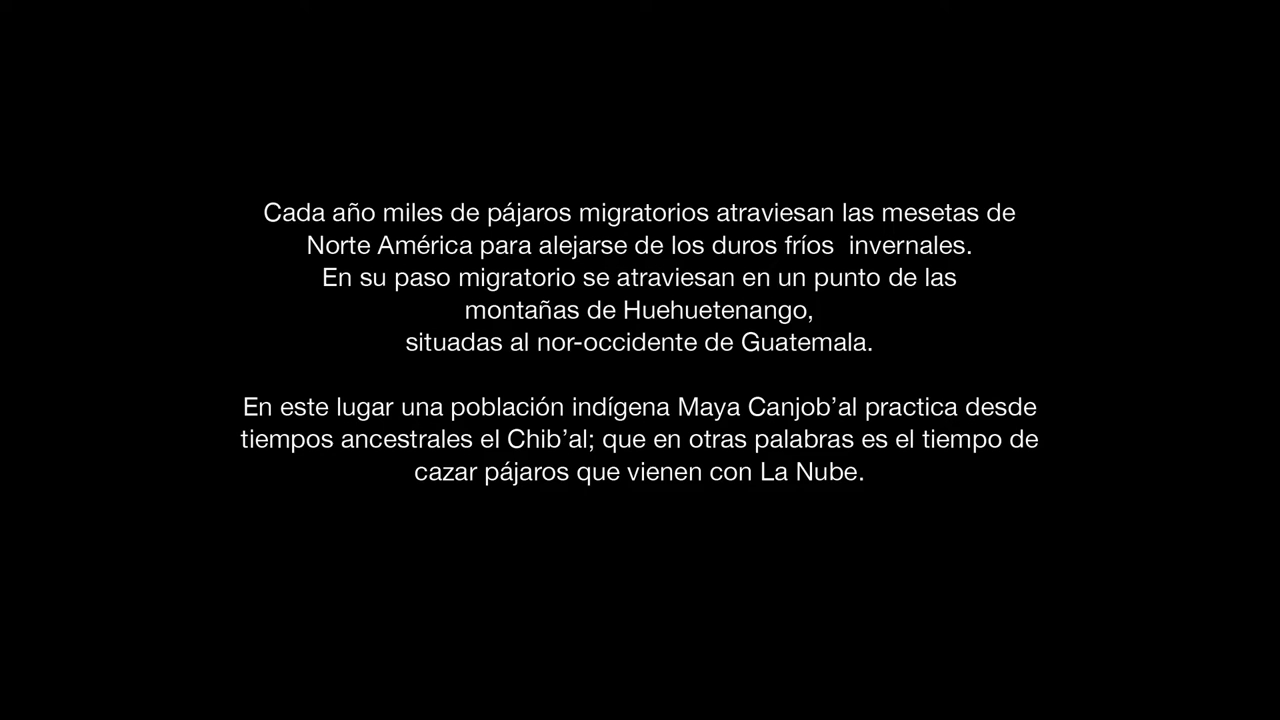 Cada año miles de pájaros migratorios atraviesan las mesetas de
Norte América para alejarse de los duros fríos  invernales.
En su paso migratorio se atraviesan en un punto de las
montañas de Huehuetenango,
situadas al nor-occidente de Guatemala.
En este lugar una población indígena Maya Canjob’al practica desde
tiempos ancestrales el Chib’al; que en otras palabras es el tiempo de
cazar pájaros que vienen con La Nube.